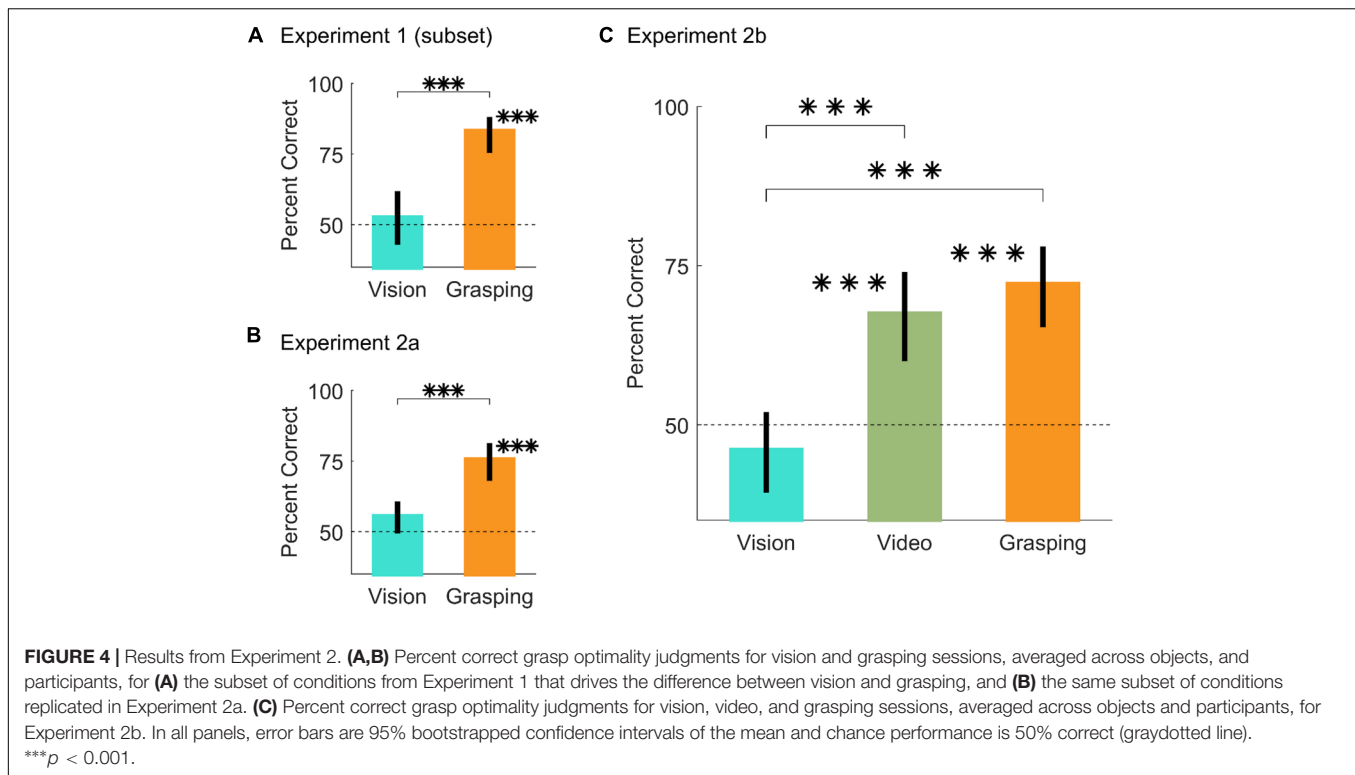 A Experiment 1 (subset)
100
75
50
Percent Correct
***
***
Vision Grasping
B Experiment 2a
100
75
50
Percent Correct
***
***
Vision Grasping
C Experiment 2b
100
75
50
Percent Correct
***
***
***
***
Vision Video Grasping
FIGURE 4 | Results from Experiment 2. (A,B) Percent correct grasp optimality judgments for vision and grasping sessions, averaged across objects, and
participants, for (A) the subset of conditions from Experiment 1 that drives the difference between vision and grasping, and (B) the same subset of conditions
replicated in Experiment 2a. (C) Percent correct grasp optimality judgments for vision, video, and grasping sessions, averaged across objects and participants, for
Experiment 2b. In all panels, error bars are 95% bootstrapped confidence intervals of the mean and chance performance is 50% correct (graydotted line).
***p < 0.001.